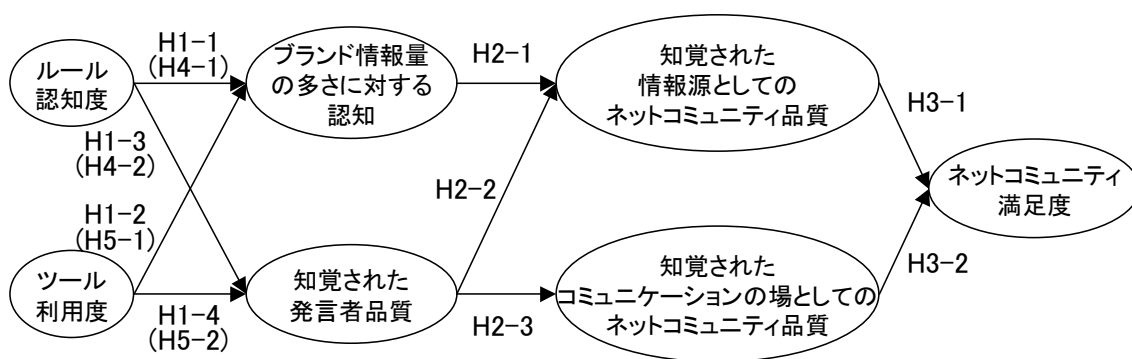 ルール
認知度
H1-1
(H4-1)
ブランド情報量
の多さに対する
認知
H2-1
知覚された
情報源としての
ネットコミュニティ品質
H3-1
H1-3
(H4-2)
H2-2
ネットコミュニティ
満足度
H1-2
(H5-1)
ツール
利用度
H1-4
(H5-2)
知覚された
発言者品質
H2-3
知覚された
コミュニケーションの場としての
ネットコミュニティ品質
H3-2